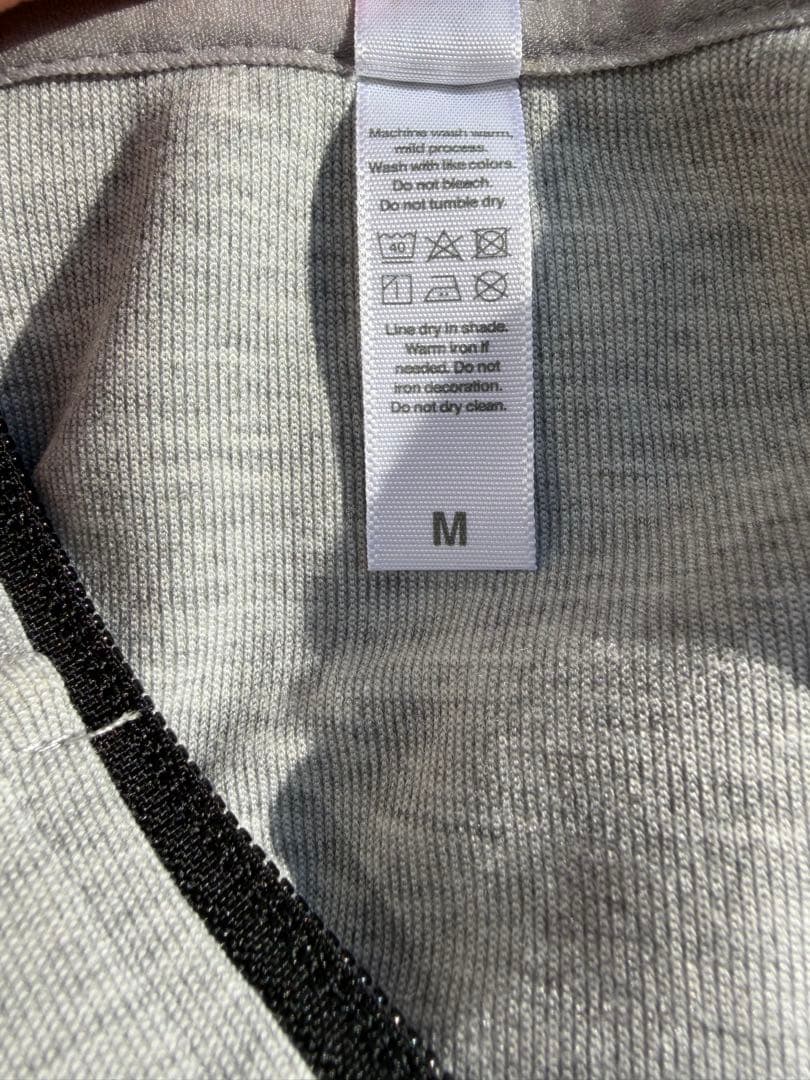 Machine wash warm,
mild process.
Wash with like colors.
Do not bleach.
Do not tumble dry.
40
Line dry in shade.
Warm iron if
needed. Do not
iron decoration.
Do not dry clean.
M